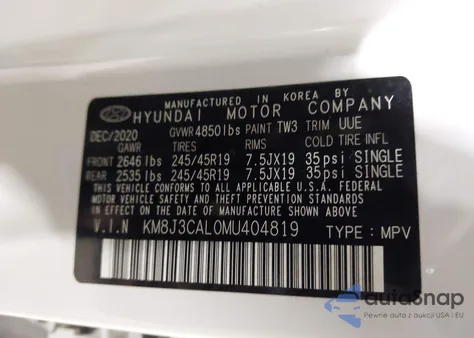 MANUFACTURED IN KOREA BY
HYUNDAI MOTOR COMPANY
DEC/2020 GVWR 4850lbs PAINT TW3 TRIM UUE
GAWR TIRES RIMS COLD TIRE INFL
FRONT 2646 lbs 245/45R19 7.5JX19 35psi SINGLE
REAR 2535 lbs 245/45R19 7.5JX19 35psi SINGLE
THIS VEHICLE CONFORMS TO ALL APPLICABLE U.S.A. FEDERAL
MOTOR VEHICLE SAFETY AND THEFT PREVENTION STANDARDS
IN EFFECT ON THE DATE OF MANUFACTURE SHOWN ABOVE.
V.I.N KM8J3CAL0MU404819 TYPE: MPV
autoSnap
Pewne auta z aukcji USA i EU